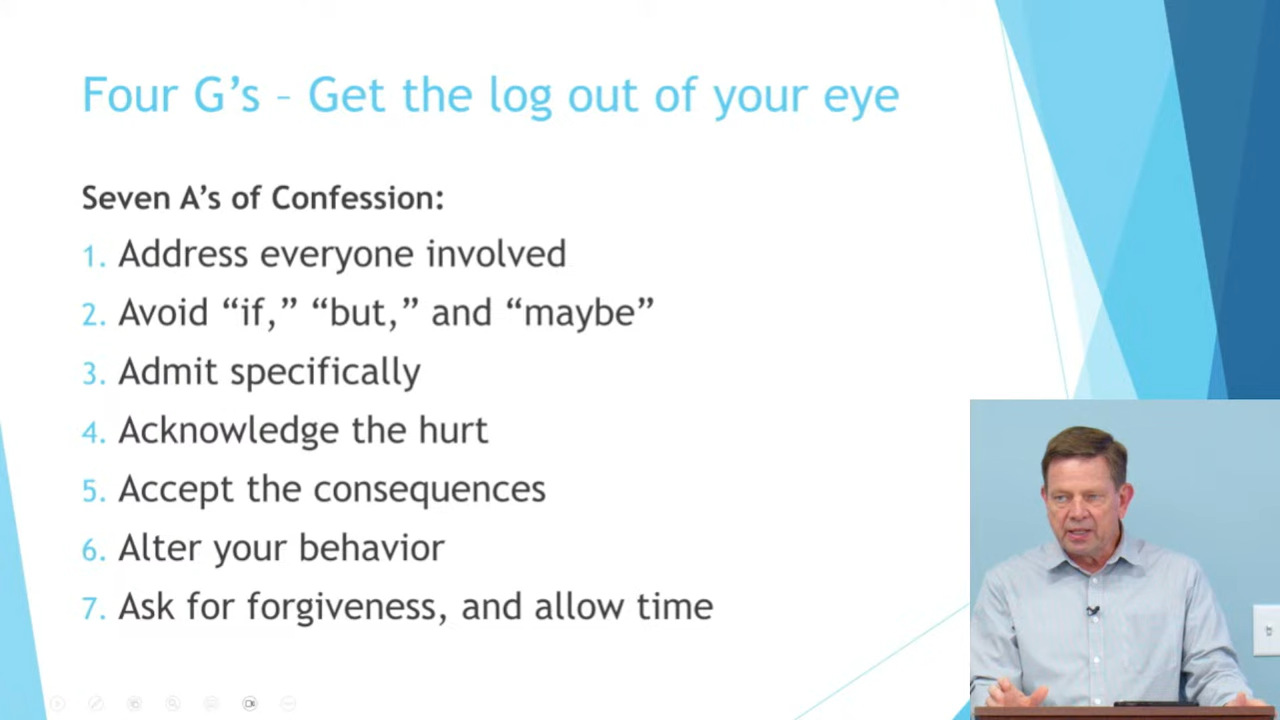 Four G’s – Get the log out of your eye
Seven A’s of Confession:
1. Address everyone involved
2. Avoid “if,” “but,” and “maybe”
3. Admit specifically
4. Acknowledge the hurt
5. Accept the consequences
6. Alter your behavior
7. Ask for forgiveness, and allow time